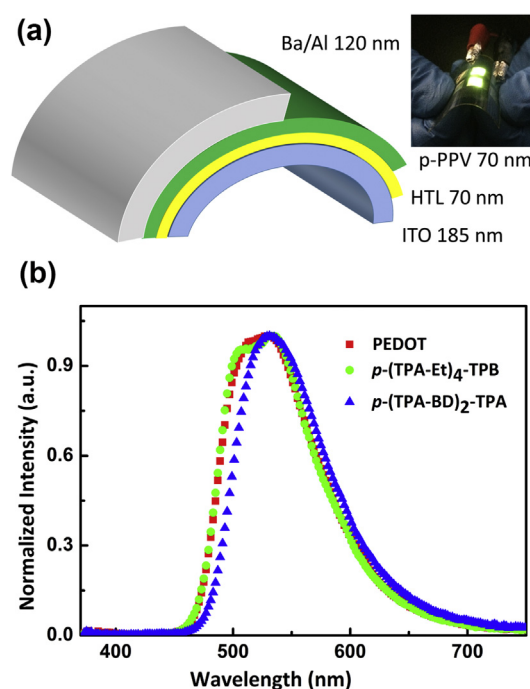 (a)
Ba/Al 120 nm
p-PPV 70 nm
HTL 70 nm
ITO 185 nm
(b)
PEDOT
p-(TPA-Et)4-TPB
p-(TPA-BD)2-TPA
Normalized Intensity (a.u.)
0.9
0.6
0.3
0.0
400 500 600 700
Wavelength (nm)